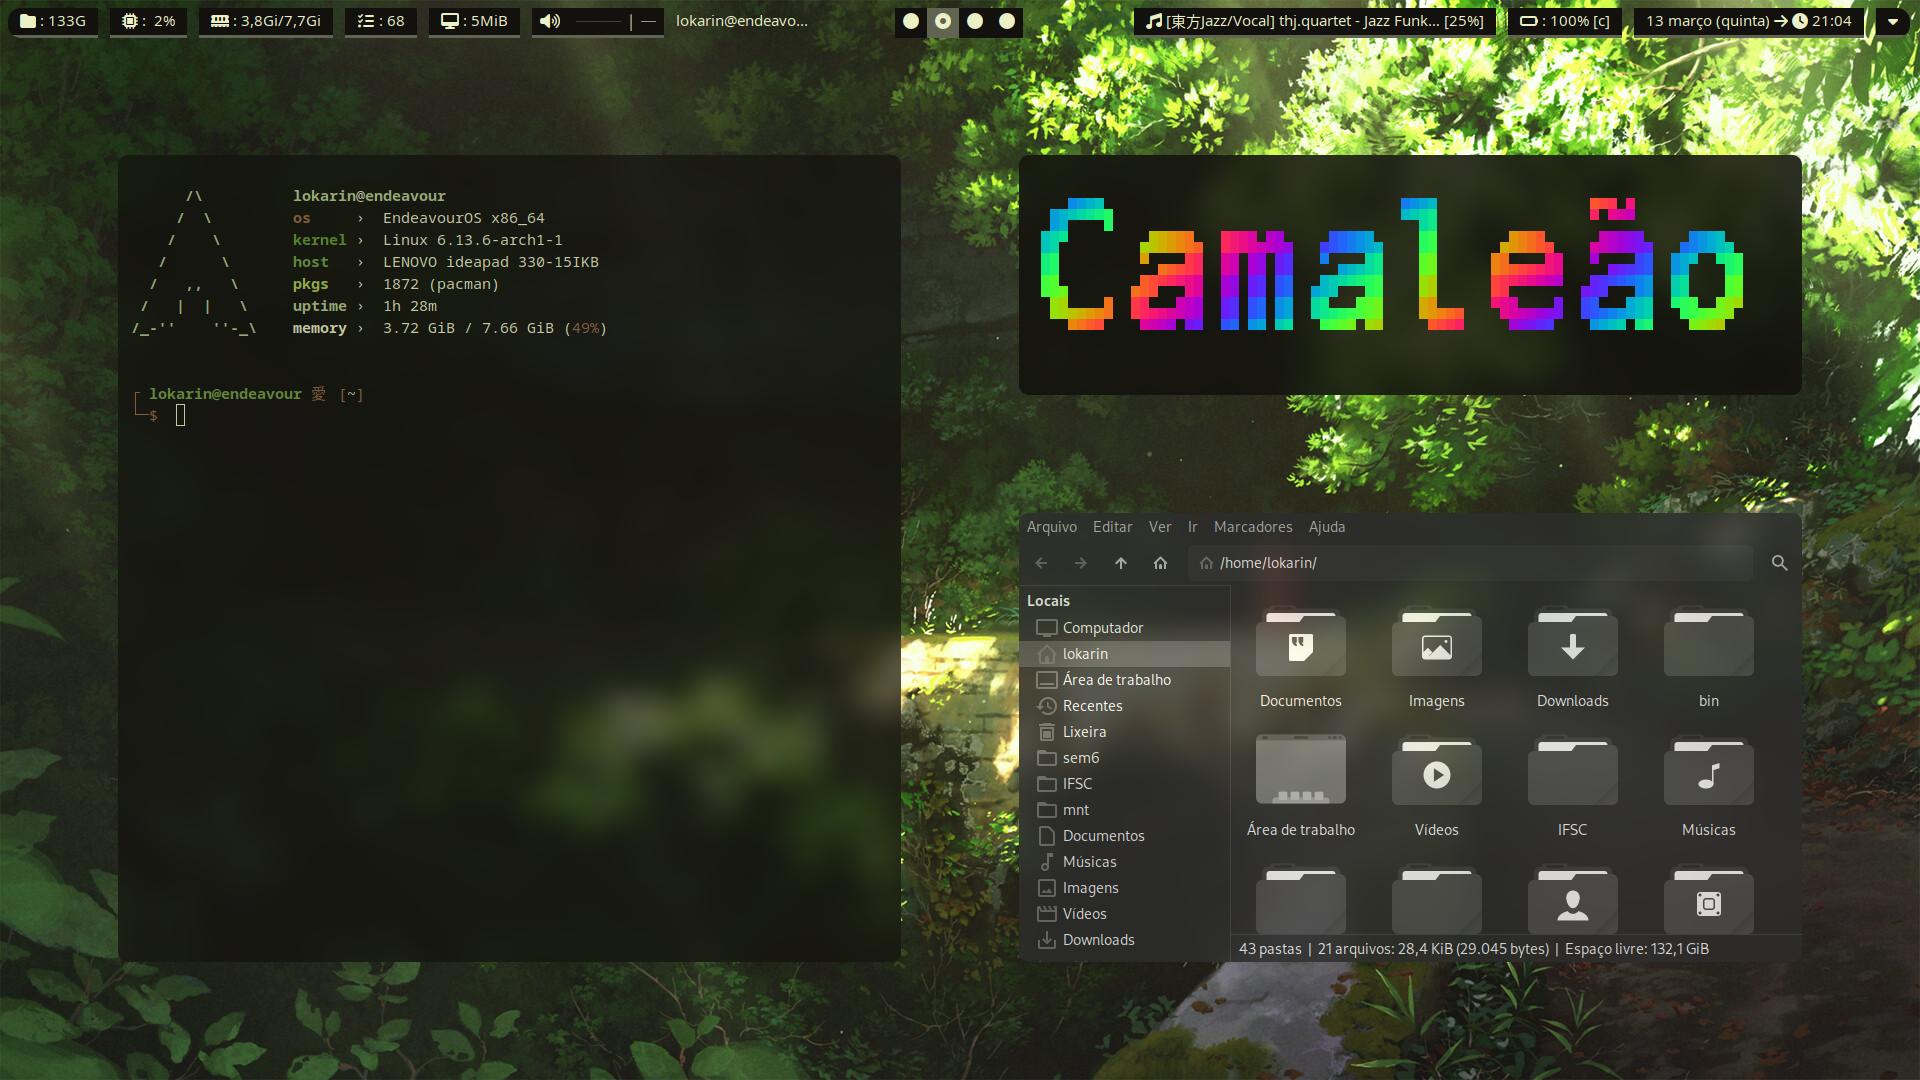 : 133G
: 2%
: 3,8Gi/7,7Gi
: 68
: 5MiB
lokarin@endeavo...
[東方Jazz/Vocal] thj.quartet - Jazz Funk... [25%]
: 100% [c]
13 março (quinta) 21:04
lokarin@endeavour
os › EndeavourOS x86_64
kernel › Linux 6.13.6-arch1-1
host › LENOVO ideapad 330-15IKB
pkgs › 1872 (pacman)
uptime › 1h 28m
memory › 3.72 GiB / 7.66 GiB (49%)
lokarin@endeavour 愛 [~]
$
Camaleão
Arquivo Editar Ver Ir Marcadores Ajuda
/home/lokarin/
Locais
Computador
lokarin
Área de trabalho
Recentes
Lixeira
sem6
IFSC
mnt
Documentos
Músicas
Imagens
Vídeos
Downloads
Documentos Imagens Downloads bin
Área de trabalho Vídeos IFSC Músicas
43 pastas | 21 arquivos: 28,4 KiB (29.045 bytes) | Espaço livre: 132,1 GiB